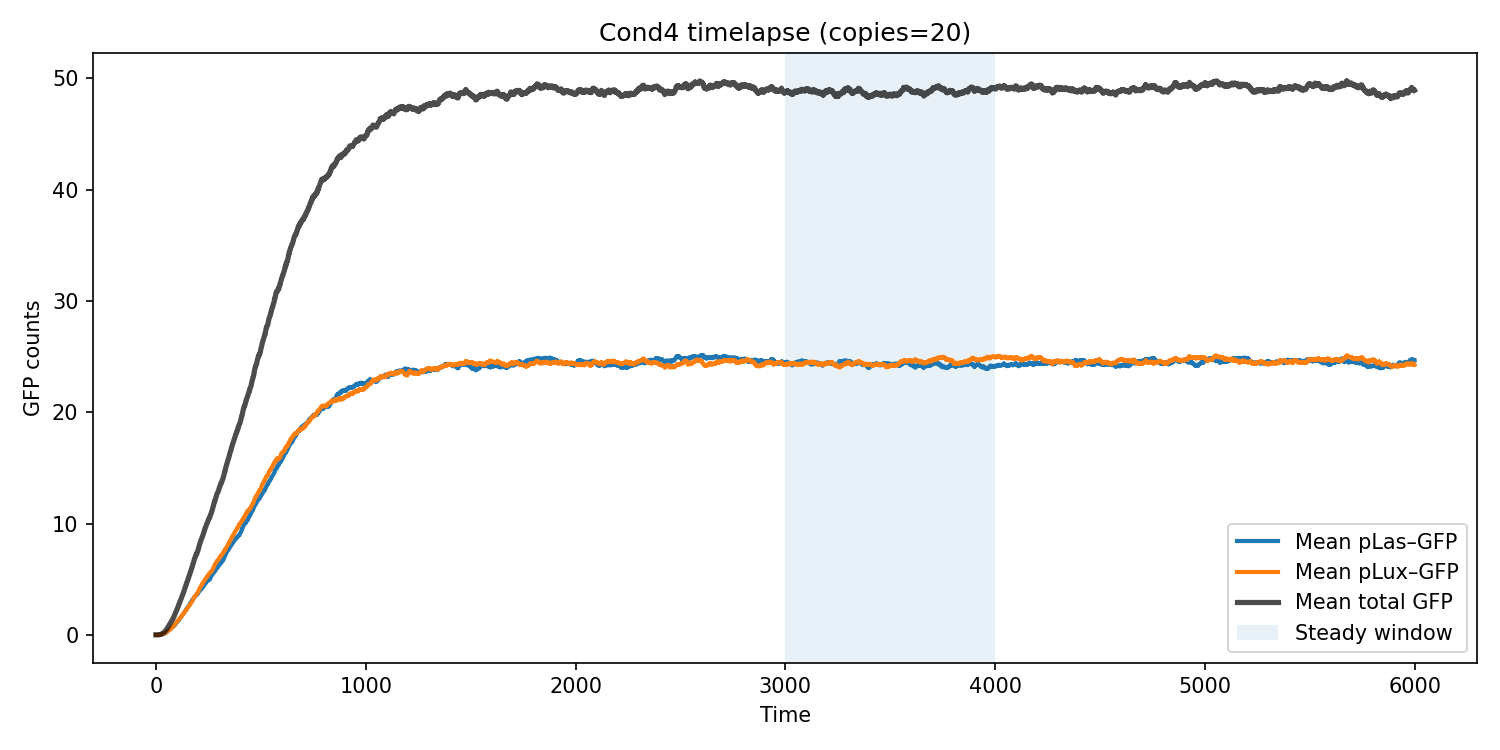 Cond4 timelapse (copies=20)
GFP counts
50
40
30
20
10
0
Mean pLas–GFP
Mean pLux–GFP
Mean total GFP
Steady window
0 1000 2000 3000 4000 5000 6000
Time